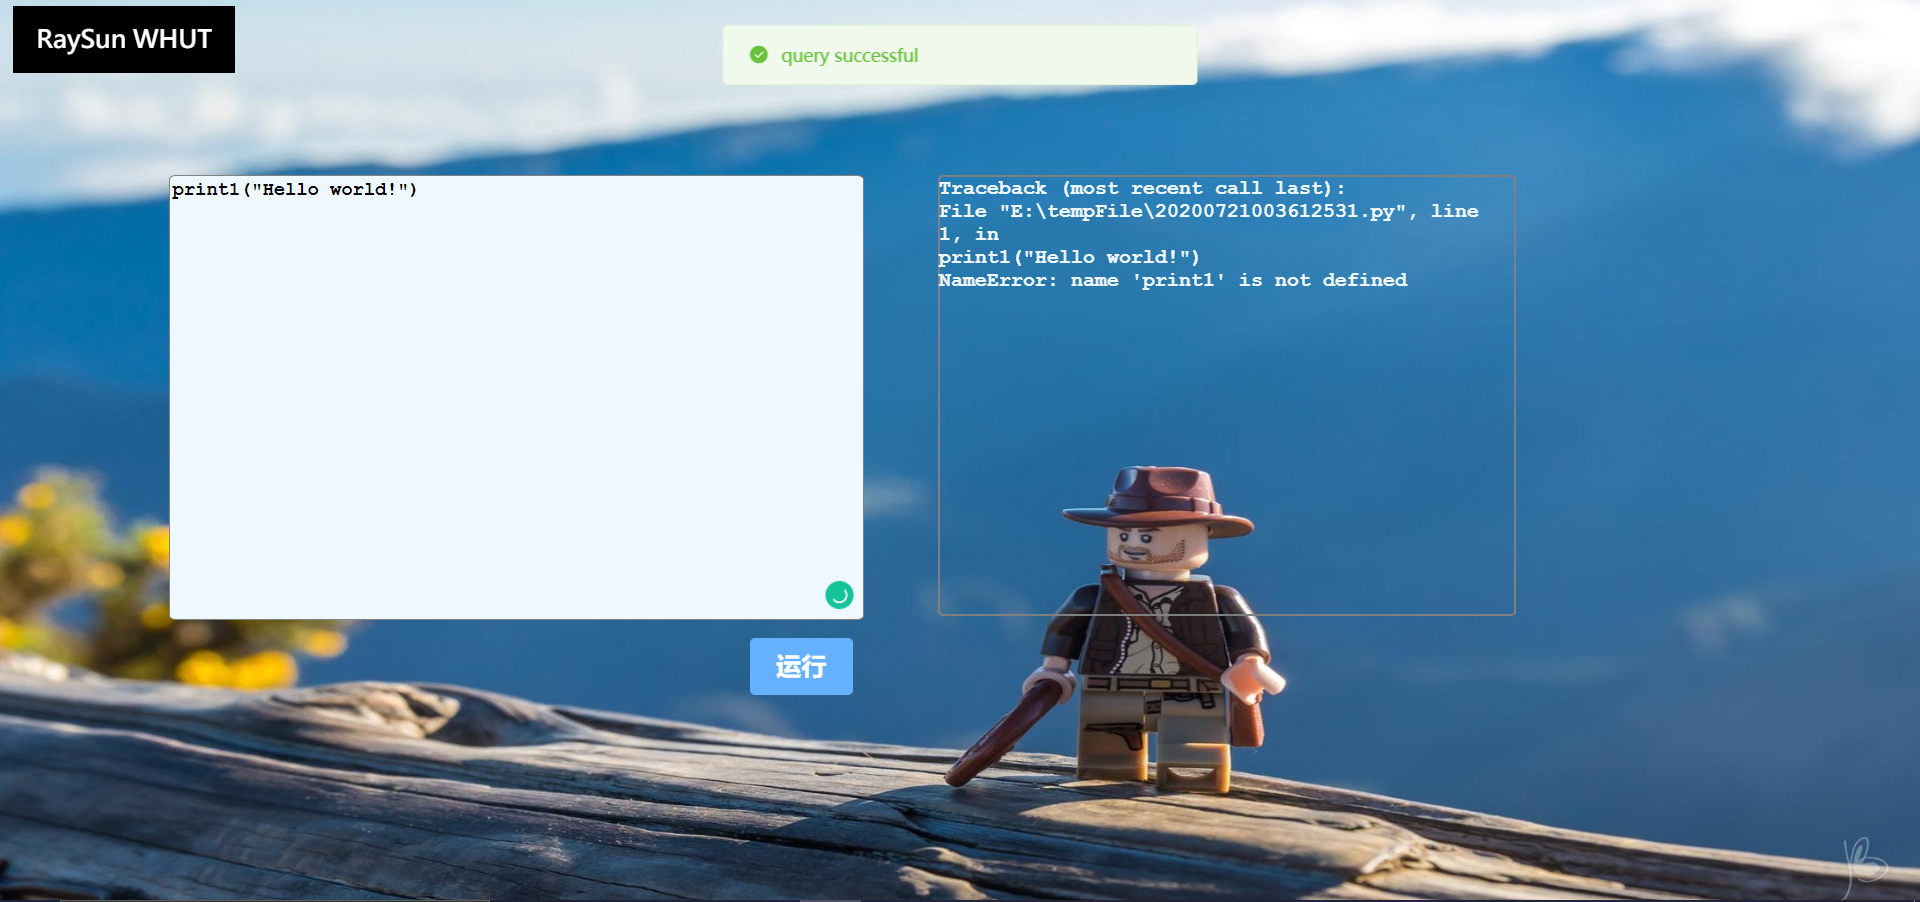 RaySun WHUT
query successful
print1("Hello world!")
Traceback (most recent call last):
File "E:\tempFile\20200721003612531.py", line
1, in
print1("Hello world!")
NameError: name 'print1' is not defined
运行